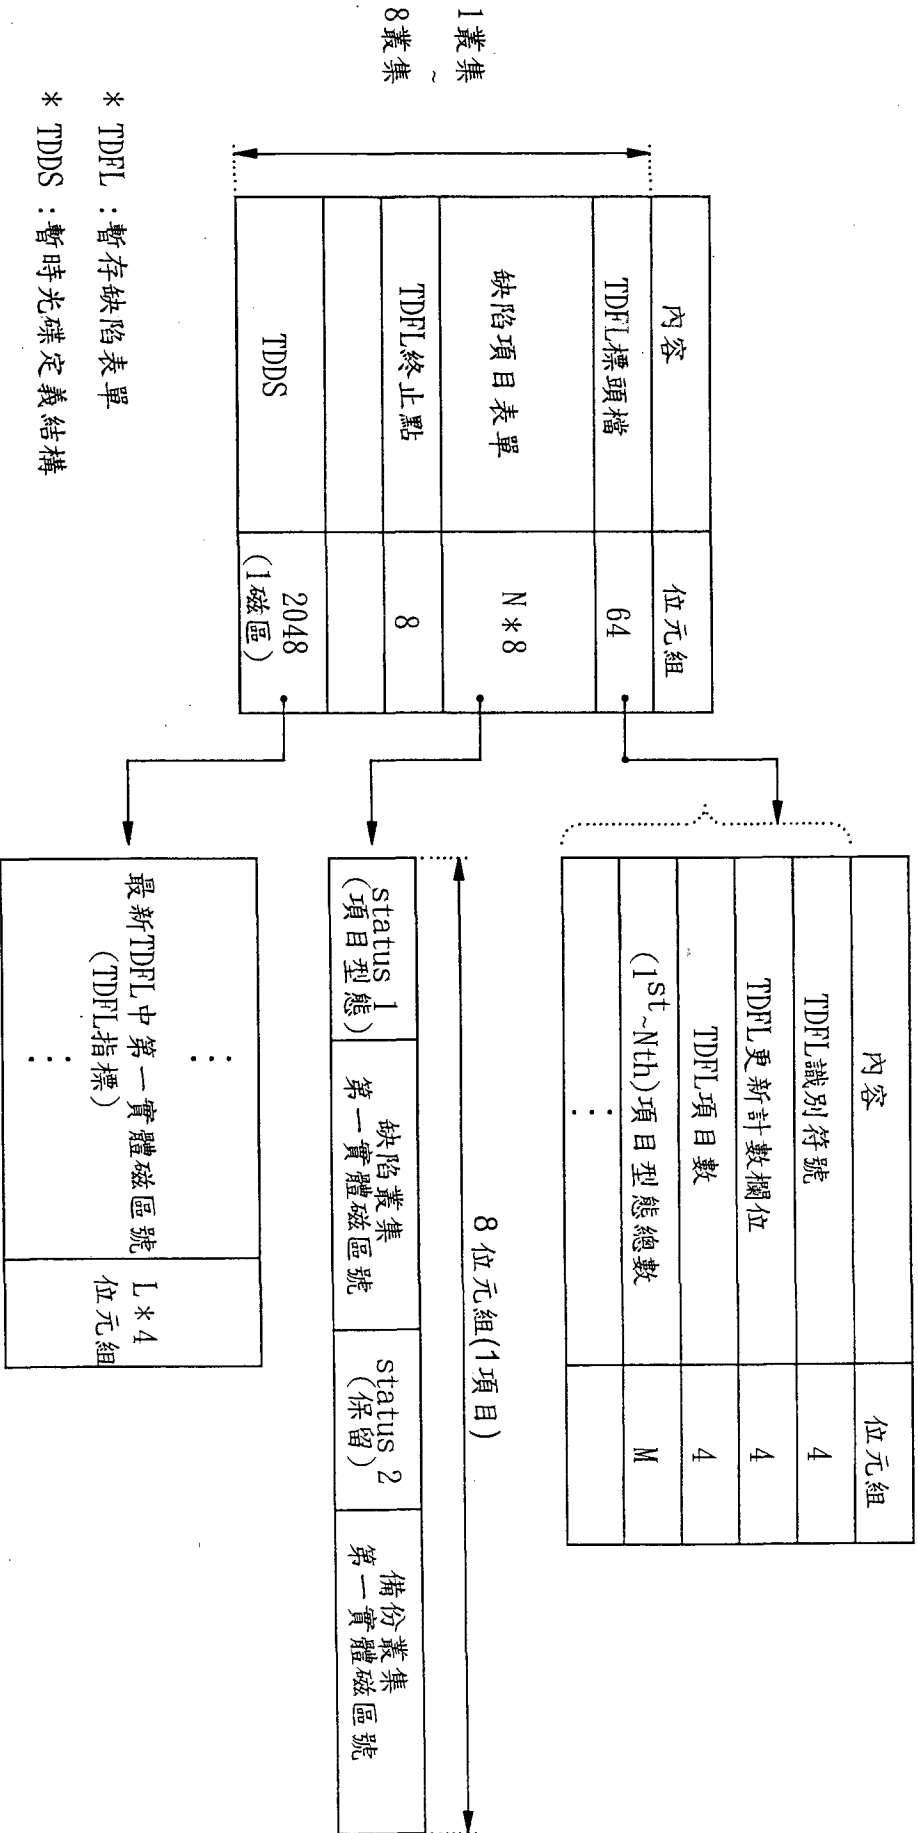 1叢集
~
8叢集
內容 位元組
TDFL標頭檔 64
缺陷項目表單 N*8
TDFL終止點 8
TDDS 2048
(1磁區)
* TDFL :暫存缺陷表單
* TDDS :暫時光碟定義結構
內容 位元組
TDFL識別符號 4
TDFL更新計數欄位 4
TDFL項目數 4
(1st~Nth)項目型態總數 M
...
8位元組(1項目)
status 1
(項目型態)
缺陷叢集
第一實體磁區號
status 2
(保留)
備份叢集
第一實體磁區號
...
最新TDFL中第一實體磁區號
(TDFL指標)
...
L*4
位元組